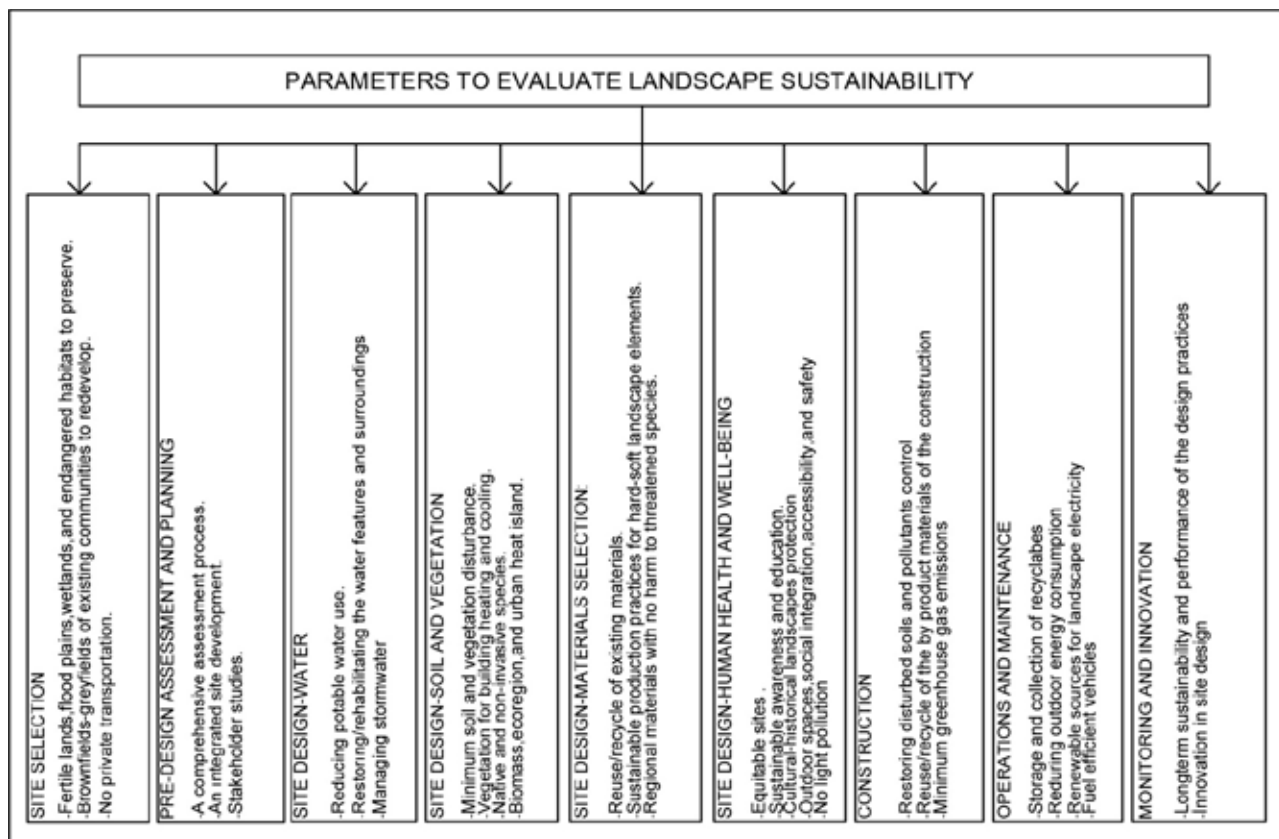 PARAMETERS TO EVALUATE LANDSCAPE SUSTAINABILITY
SITE SELECTION
-Fertile lands,flood plains,wetlands,and endangered habitats to preserve.
-Brownfields-greyfields of existing communities to redevelop.
-No private transportation.
PRE-DESIGN ASSESSMENT AND PLANNING
-A comprehensive assessment process.
-An integrated site development.
-Stakeholder studies.
SITE DESIGN-WATER
-Reducing potable water use.
-Restoring/rehabilitating the water features and surroundings
-Managing stormwater
SITE DESIGN-SOIL AND VEGETATION
-Minimum soil and vegetation disturbance.
-Vegetation for building heating and cooling.
-Native and non-invasive species.
-Biomass,ecoregion,and urban heat island.
SITE DESIGN-MATERIALS SELECTION:
-Reuse/recycle of existing materials.
-Sustainable production practices for hard-soft landscape elements.
-Regional materials with no harm to threatened species.
SITE DESIGN-HUMAN HEALTH AND WELL-BEING
-Equitable sites .
-Sustainable awareness and education.
-Cultural-historical landscapes protection
-Outdoor spaces,social integration,accessibility,and safety
-No light pollution
CONSTRUCTION
-Restoring disturbed soils and pollutants control
-Reuse/recycle of the by product materials of the construction
-Minimum greenhouse gas emissions
OPERATIONS AND MAINTENANCE
-Storage and collection of recyclabes
-Reduring outdoor energy consumption
-Renewable sources for landscape electricity
-Fuel efficient vehicles
MONITORING AND INNOVATION
-Longterm sustainability and performance of the design practices
-Innovation in site design